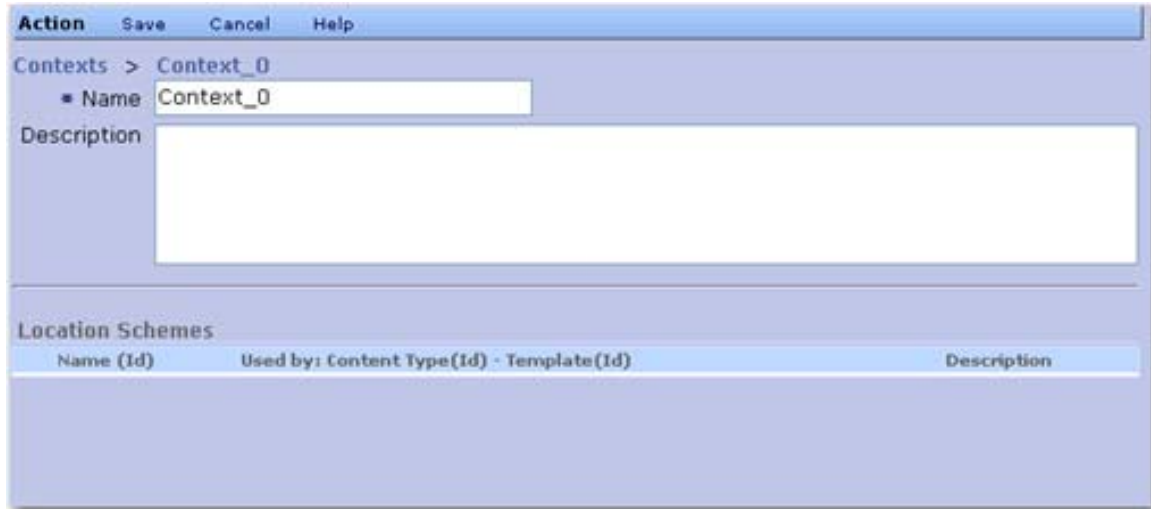 Action Save Cancel Help
Contexts > Context_0
Name Context_0
Description
Location Schemes
Name (Id) Used by: Content Type(Id) - Template(Id) Description